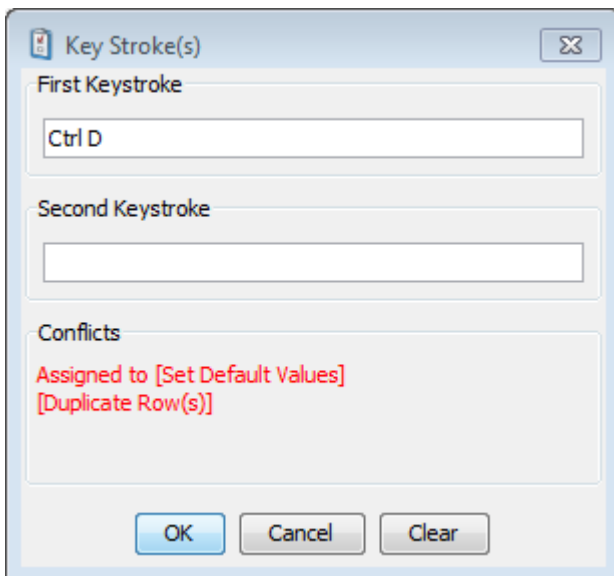 Key Stroke(s)
First Keystroke
Ctrl D
Second Keystroke
Conflicts
Assigned to [Set Default Values]
[Duplicate Row(s)]
OK Cancel Clear